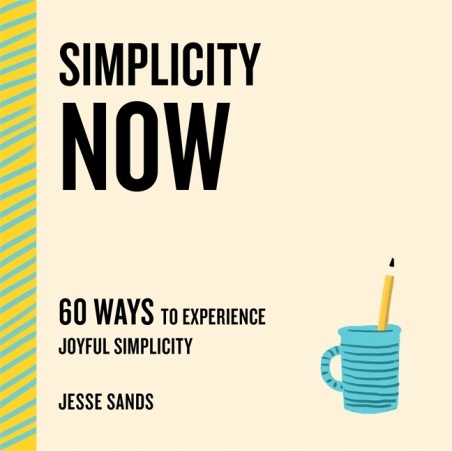 SIMPLICITY
NOW
60 WAYS TO EXPERIENCE
JOYFUL SIMPLICITY
JESSE SANDS